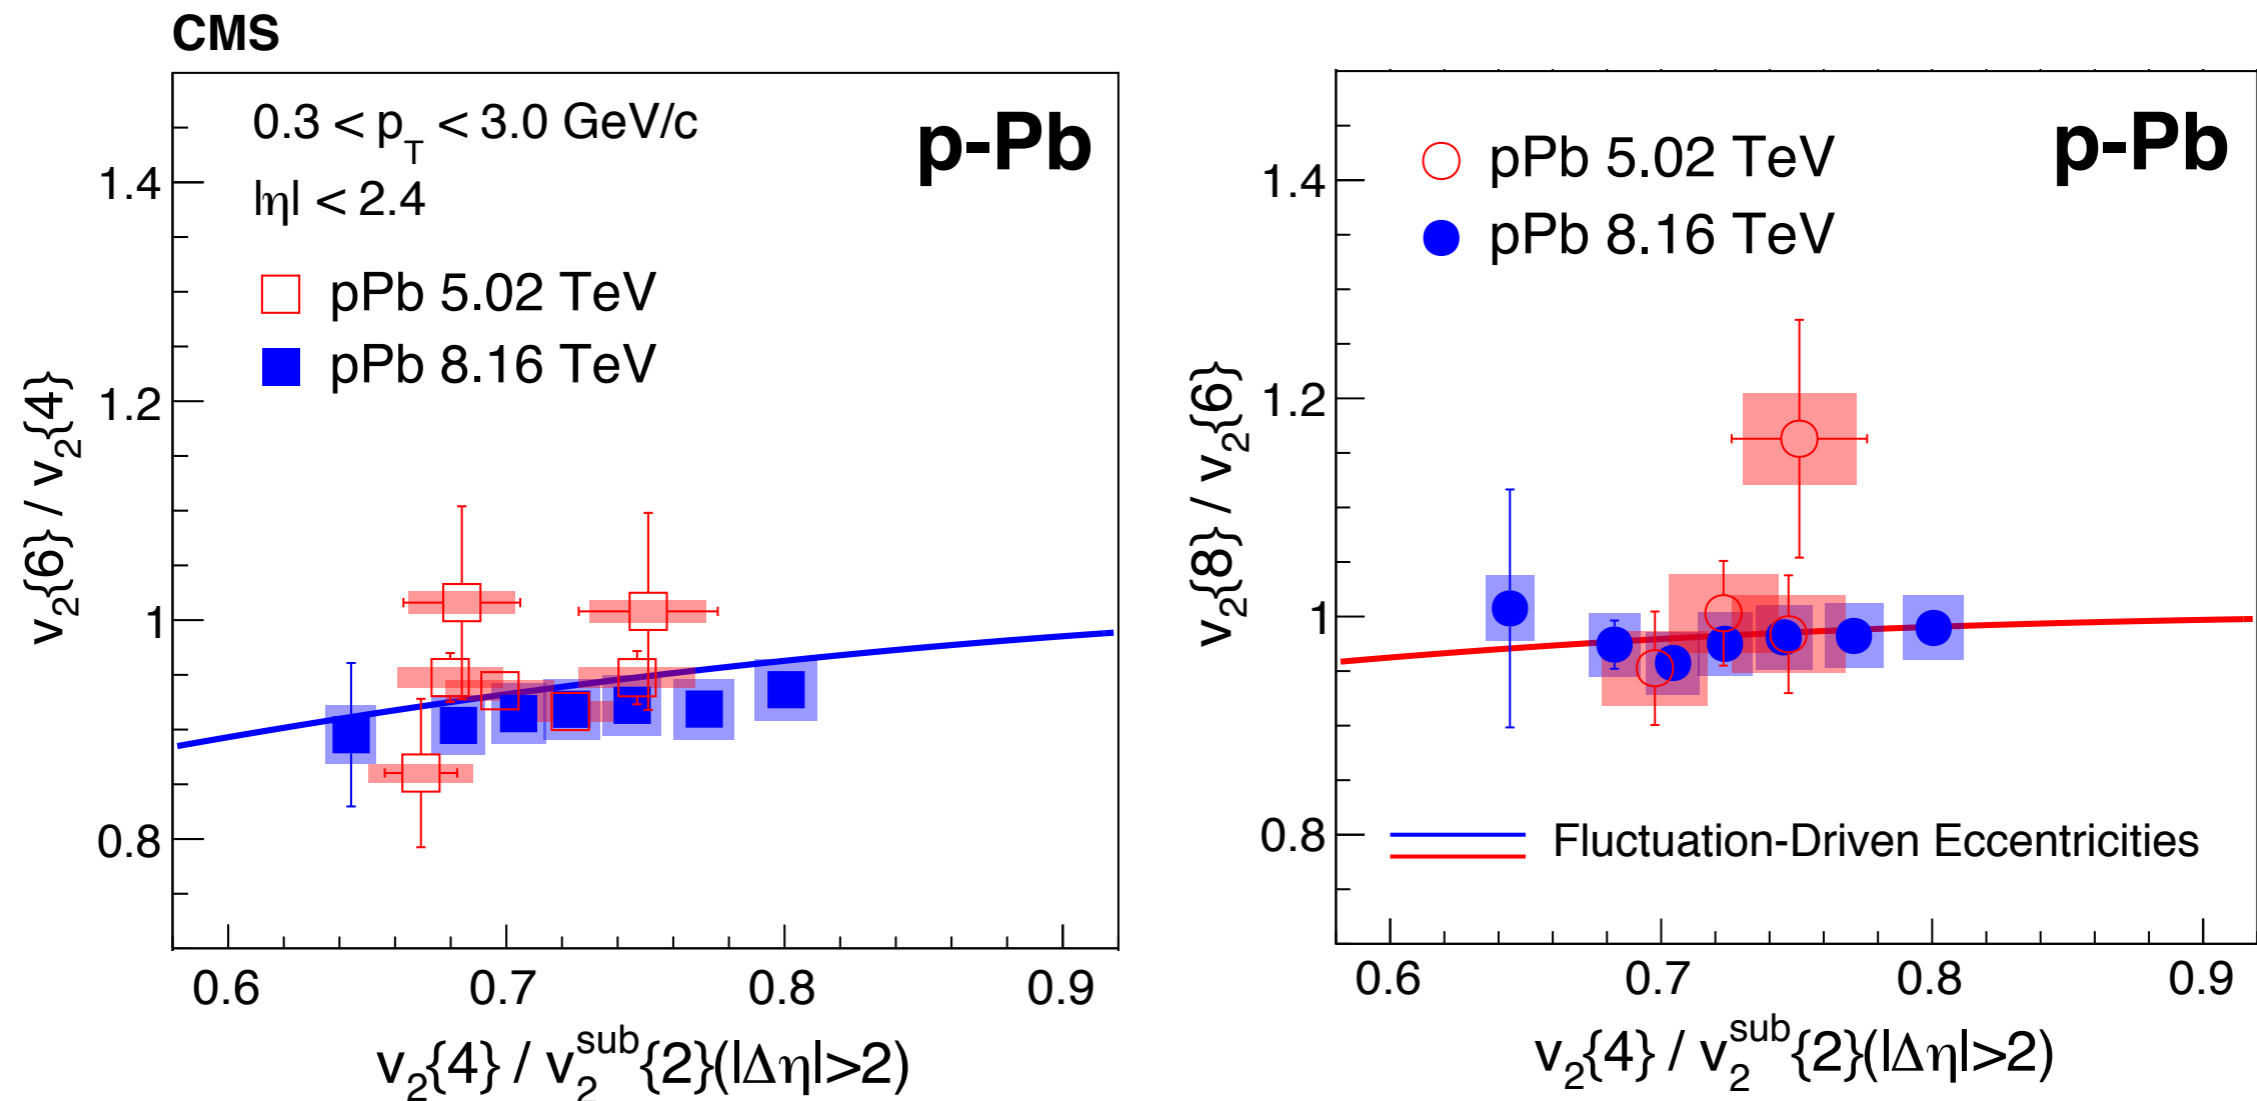 CMS
0.3 < p_T < 3.0 GeV/c
|η| < 2.4
p-Pb
pPb 5.02 TeV
pPb 8.16 TeV
1.4
1.2
1
0.8
v_2{6} / v_2{4}
0.6 0.7 0.8 0.9
v_2{4} / v_2^sub{2}(|Δη|>2)
p-Pb
pPb 5.02 TeV
pPb 8.16 TeV
1.4
1.2
1
0.8
v_2{8} / v_2{6}
Fluctuation-Driven Eccentricities
0.6 0.7 0.8 0.9
v_2{4} / v_2^sub{2}(|Δη|>2)